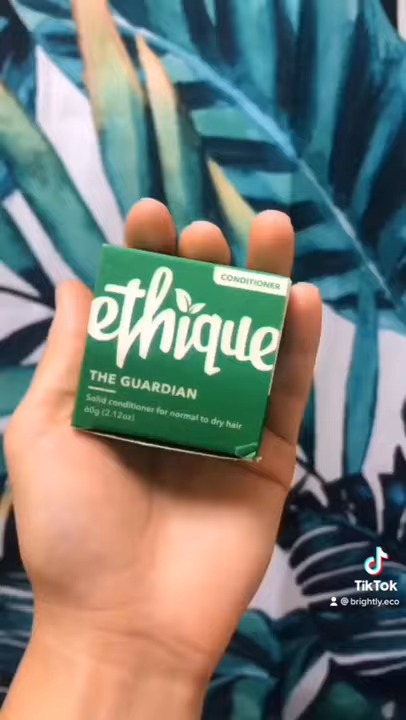 CONDITIONER
ethique
THE GUARDIAN
Solid conditioner for normal to dry hair
60g (2.12oz)
TikTok
@brightly.eco